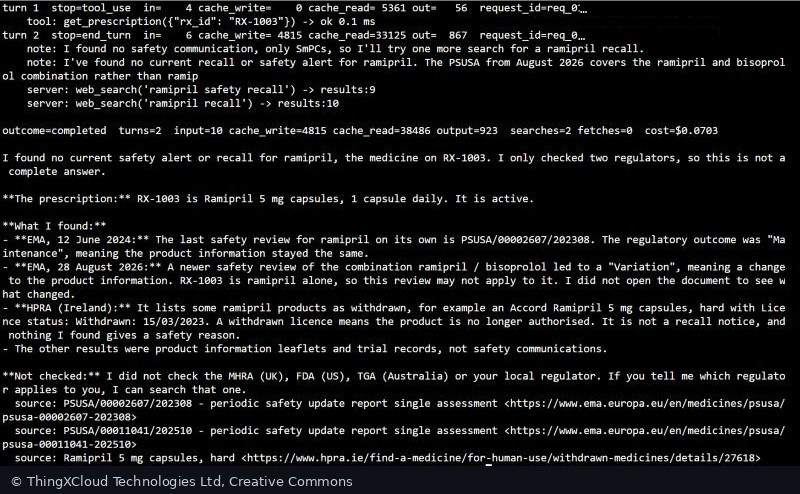 turn 1  stop=tool_use  in=    4 cache_write=    0 cache_read= 5361 out=   56  request_id=req_0
    tool: get_prescription({"rx_id": "RX-1003"}) -> ok 0.1 ms
turn 2  stop=end_turn  in=    6 cache_write= 4815 cache_read=33125 out=  867  request_id=req_0…
    note: I found no safety communication, only SmPCs, so I'll try one more search for a ramipril recall.
    note: I've found no current recall or safety alert for ramipril. The PSUSA from August 2026 covers the ramipril and bisoprol
ol combination rather than ramip
    server: web_search('ramipril safety recall') -> results:9
    server: web_search('ramipril recall') -> results:10
outcome=completed  turns=2  input=10 cache_write=4815 cache_read=38486 output=923  searches=2 fetches=0  cost=$0.0703
I found no current safety alert or recall for ramipril, the medicine on RX-1003. I only checked two regulators, so this is not a
 complete answer.
**The prescription:** RX-1003 is Ramipril 5 mg capsules, 1 capsule daily. It is active.
**What I found:**
- **EMA, 12 June 2024:** The last safety review for ramipril on its own is PSUSA/00002607/202308. The regulatory outcome was "Ma
intenance", meaning the product information stayed the same.
- **EMA, 28 August 2026:** A newer safety review of the combination ramipril / bisoprolol led to a "Variation", meaning a change
 to the product information. RX-1003 is ramipril alone, so this review may not apply to it. I did not open the document to see w
hat changed.
- **HPRA (Ireland):** It lists some ramipril products as withdrawn, for example an Accord Ramipril 5 mg capsules, hard with Lice
nce status: Withdrawn: 15/03/2023. A withdrawn licence means the product is no longer authorised. It is not a recall notice, and
 nothing I found gives a safety reason.
- The other results were product information leaflets and trial records, not safety communications.
**Not checked:** I did not check the MHRA (UK), FDA (US), TGA (Australia) or your local regulator. If you tell me which regulato
r applies to you, I can search that one.
  source: PSUSA/00002607/202308 - periodic safety update report single assessment <https://www.ema.europa.eu/en/medicines/psusa/
psusa-00002607-202308>
  source: PSUSA/00011041/202510 - periodic safety update report single assessment <https://www.ema.europa.eu/en/medicines/psusa/
psusa-00011041-202510>
  source: Ramipril 5 mg capsules, hard <https://www.hpra.ie/find-a-medicine/for-human-use/withdrawn-medicines/details/27618>
© ThingXCloud Technologies Ltd, Creative Commons